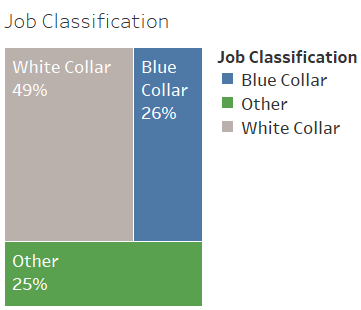 Job Classification
White Collar
49%
Blue
Collar
26%
Other
25%
Job Classification
Blue Collar
Other
White Collar